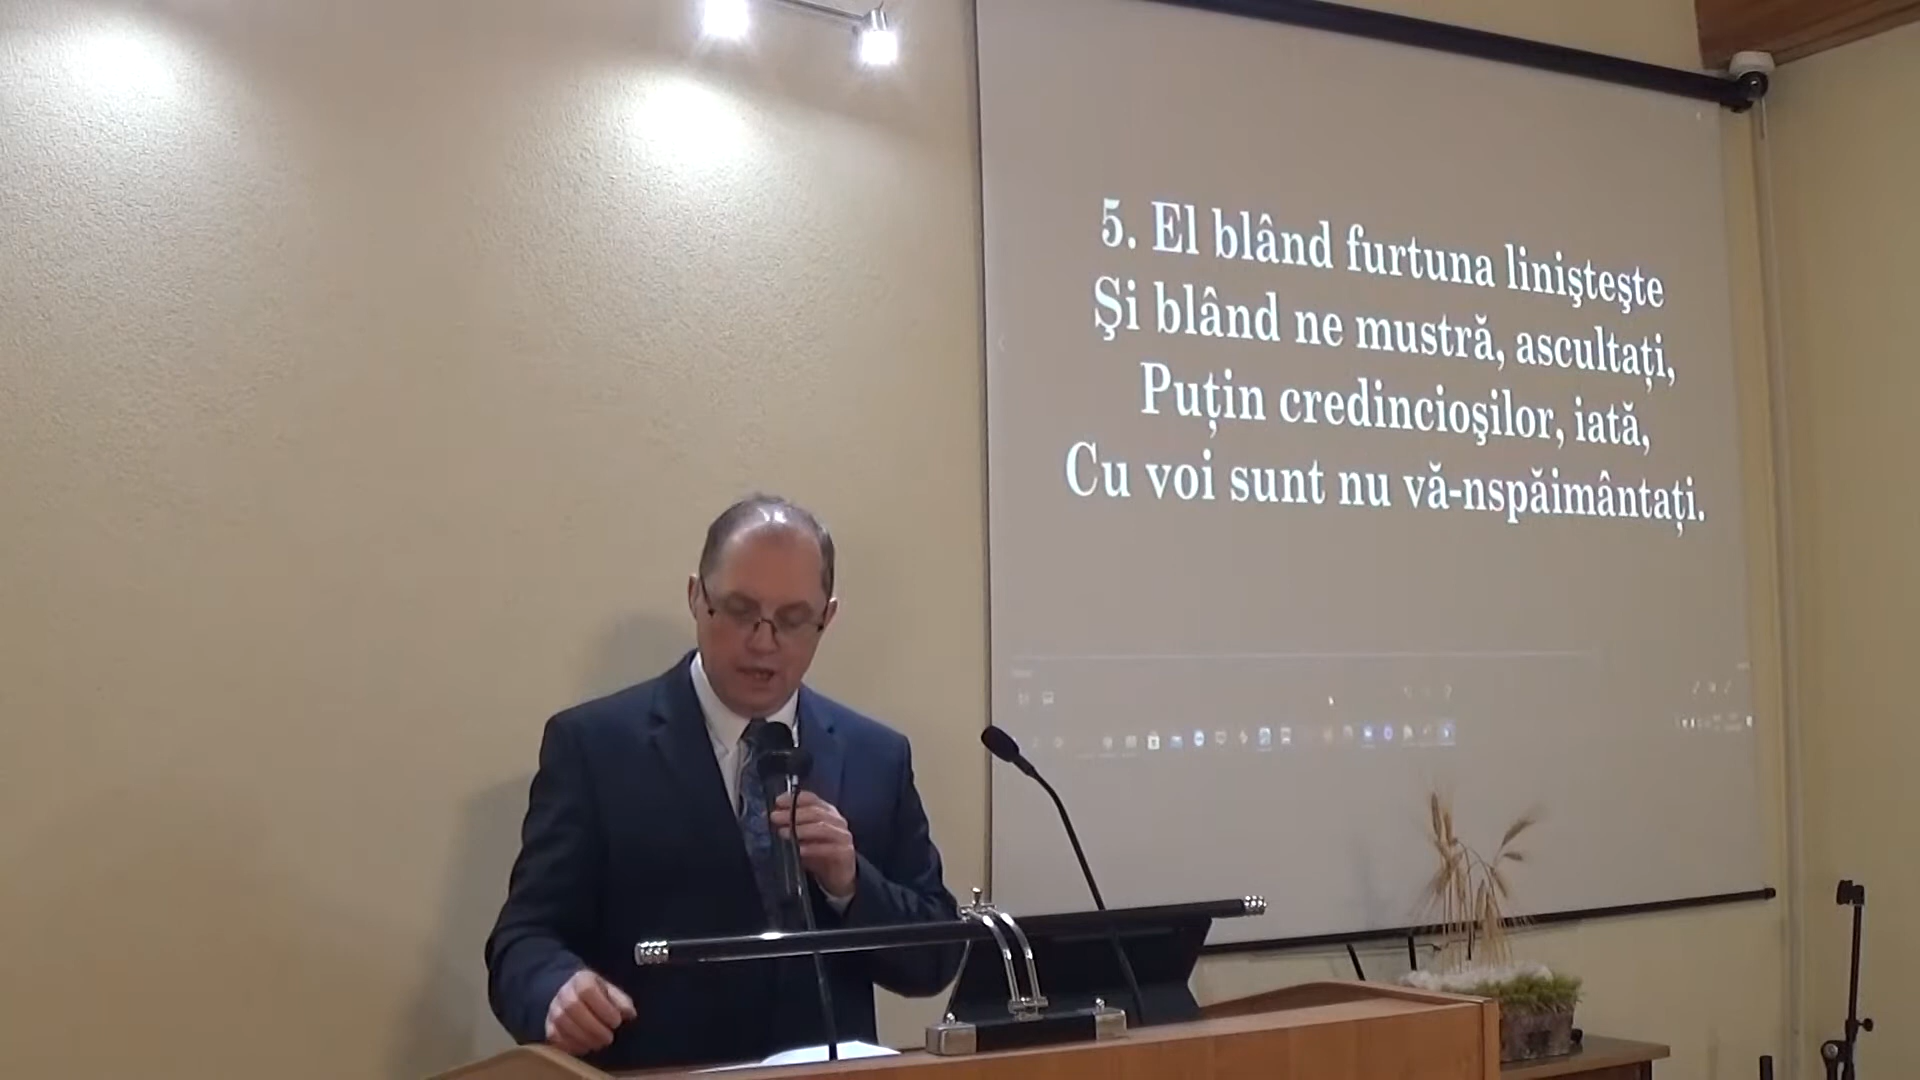 5. El blând furtuna linişteşte
Şi blând ne mustră, ascultați,
Puțin credincioşilor, iată,
Cu voi sunt nu vă-nspăimântați.